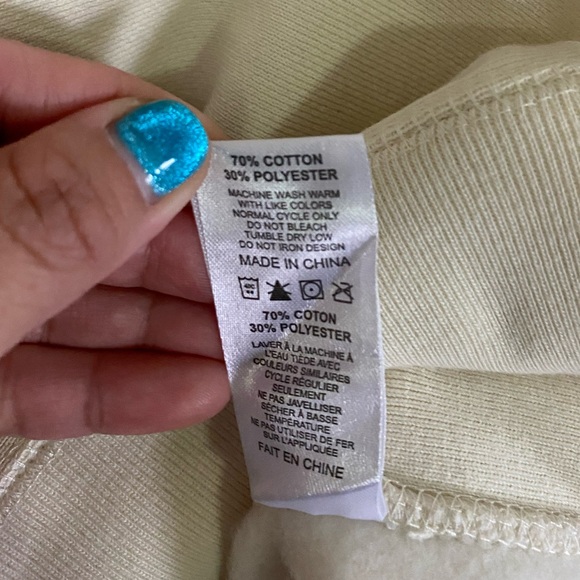 70% COTTON
30% POLYESTER
MACHINE WASH WARM
WITH LIKE COLORS
NORMAL CYCLE ONLY
DO NOT BLEACH
TUMBLE DRY LOW
DO NOT IRON DESIGN
MADE IN CHINA
40C
70% COTON
30% POLYESTER
LAVER À LA MACHINE À
L'EAU TIÈDE AVEC
COULEURS SIMILAIRES
CYCLE RÉGULIER
SEULEMENT
NE PAS JAVELLISER
SÉCHER À BASSE
TEMPÉRATURE
NE PAS UTILISER DE FER
SUR L'APPLIQUÉE
FAIT EN CHINE